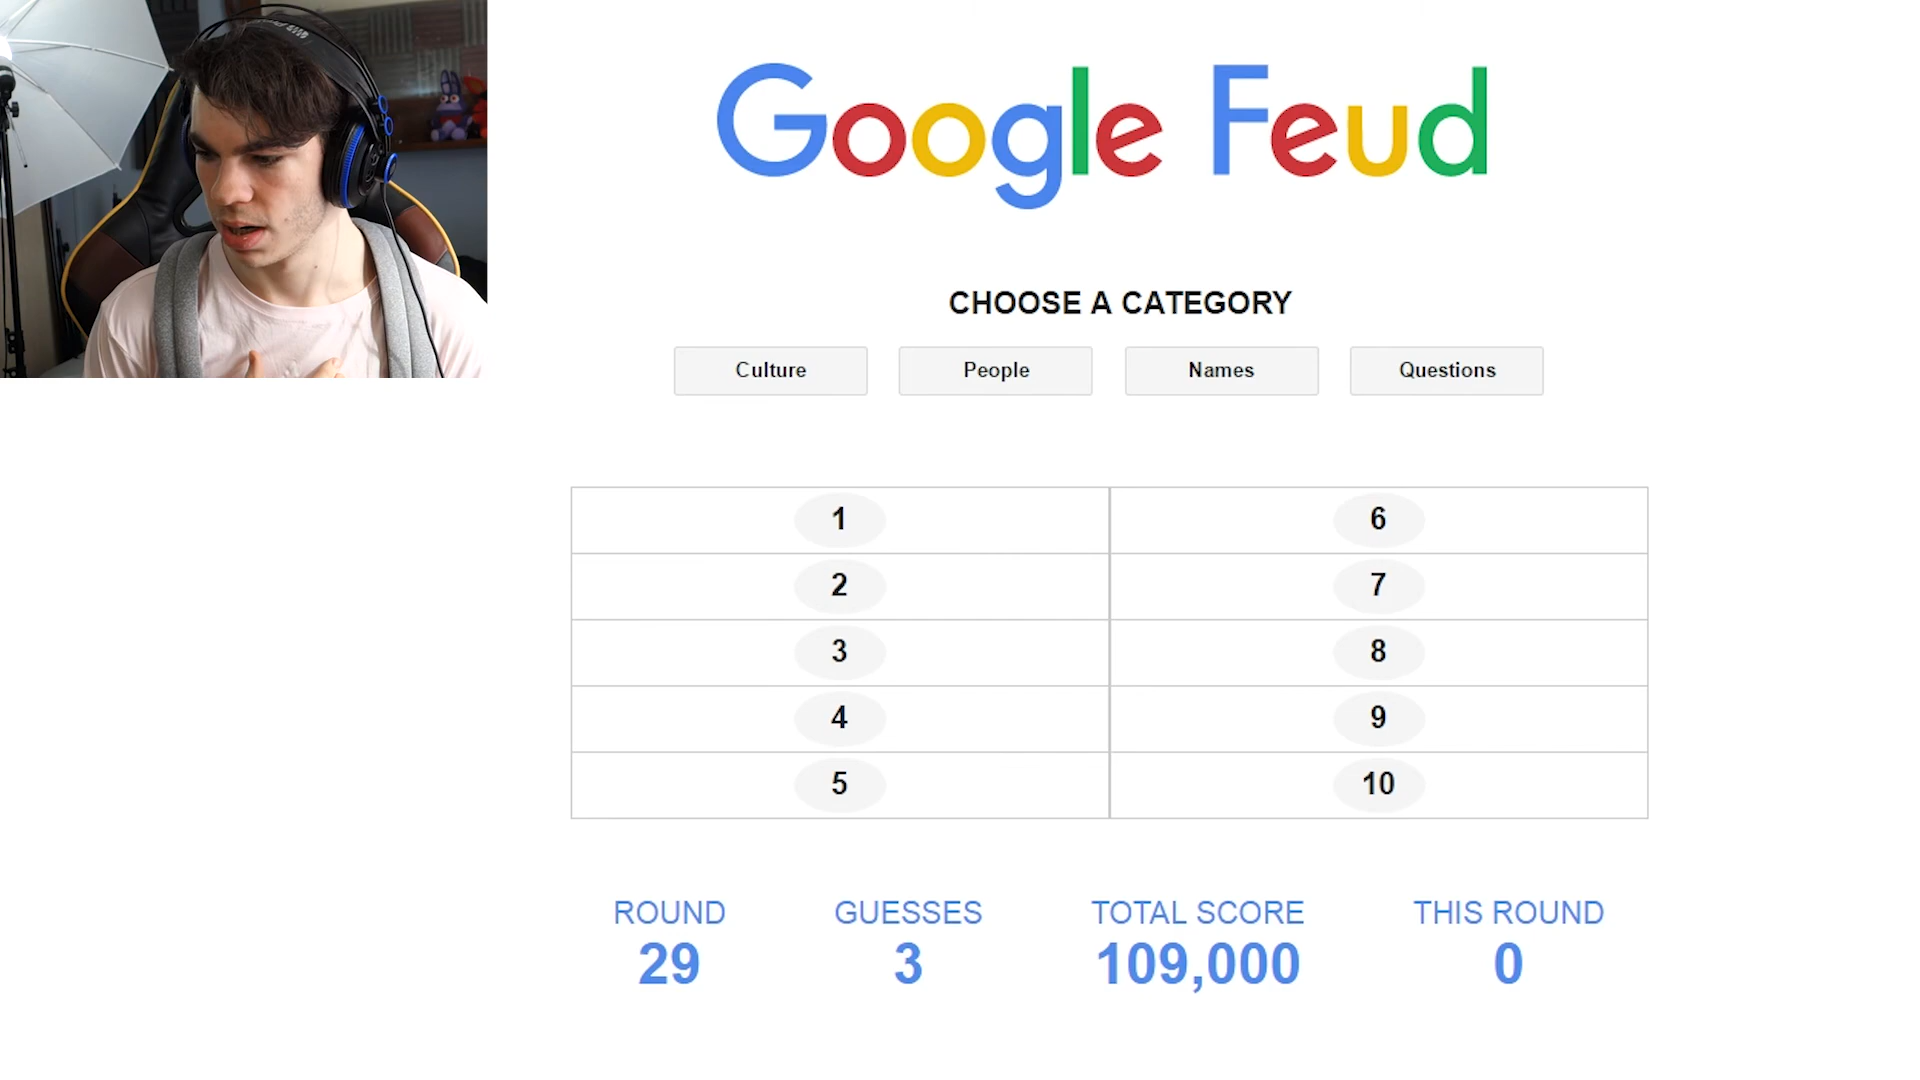 Google Feud
CHOOSE A CATEGORY
Culture People Names Questions
1 6
2 7
3 8
4 9
5 10
ROUND GUESSES TOTAL SCORE THIS ROUND
29 3 109,000 0